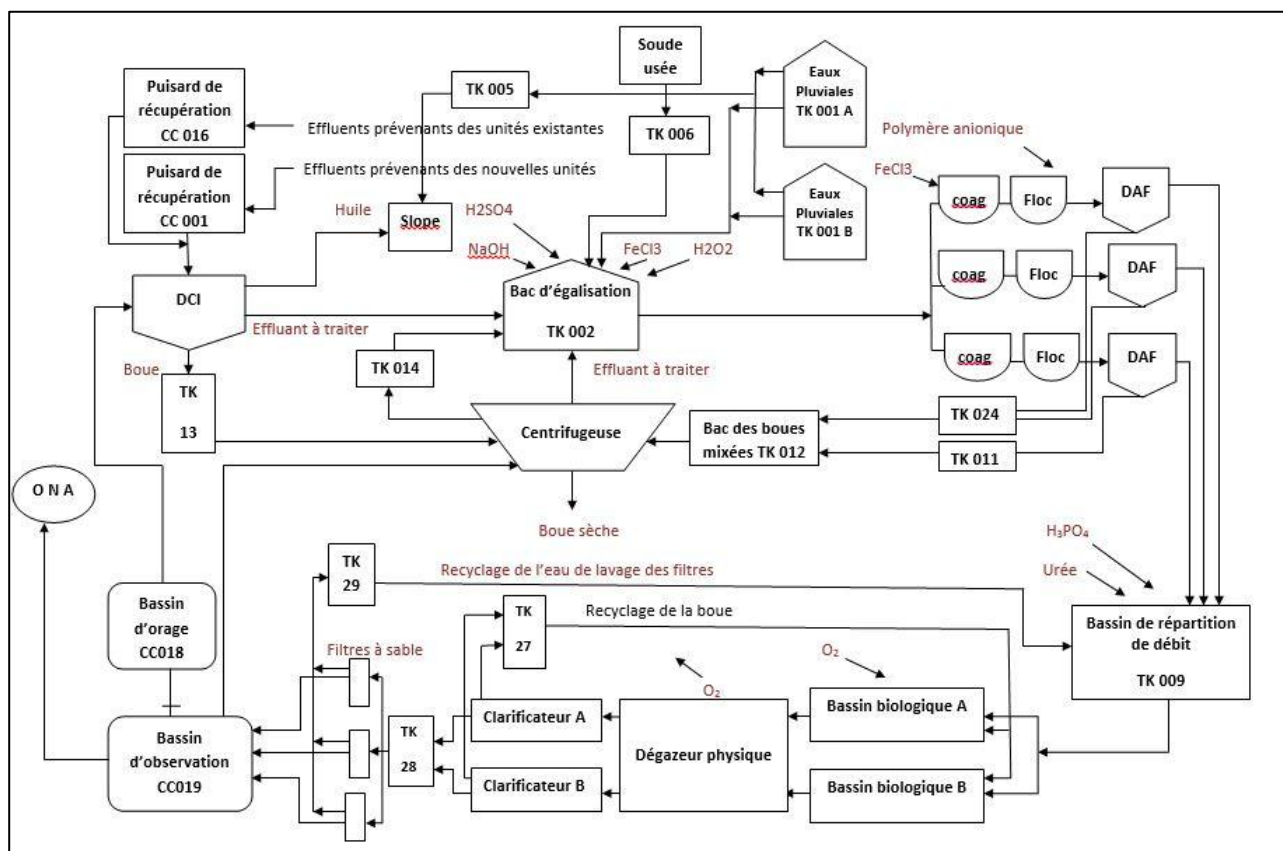 Soude
usée
Puisard de
récupération
CC 016
TK 005
Eaux
Pluviales
TK 001 A
Effluents prévenants des unités existantes
TK 006
Polymère anionique
Puisard de
récupération
CC 001
Effluents prévenants des nouvelles unités
FeCl3
coag
Floc
DAF
Huile
Slope
H2SO4
Eaux
Pluviales
TK 001 B
NaOH
FeCl3
H2O2
DCI
Bac d'égalisation
TK 002
coag
Floc
DAF
Effluant à traiter
Boue
TK 014
Effluant à traiter
coag
Floc
DAF
TK
13
Centrifugeuse
Bac des boues
mixées TK 012
TK 024
TK 011
O N A
Boue sèche
H₃PO₄
Urée
TK
29
Recyclage de l'eau de lavage des filtres
Bassin
d'orage
CC018
TK
27
Recyclage de la boue
Bassin de répartition
de débit
TK 009
Filtres à sable
O₂
O₂
Bassin
d'observation
CC019
TK
28
Clarificateur A
Dégazeur physique
Bassin biologique A
Clarificateur B
Bassin biologique B